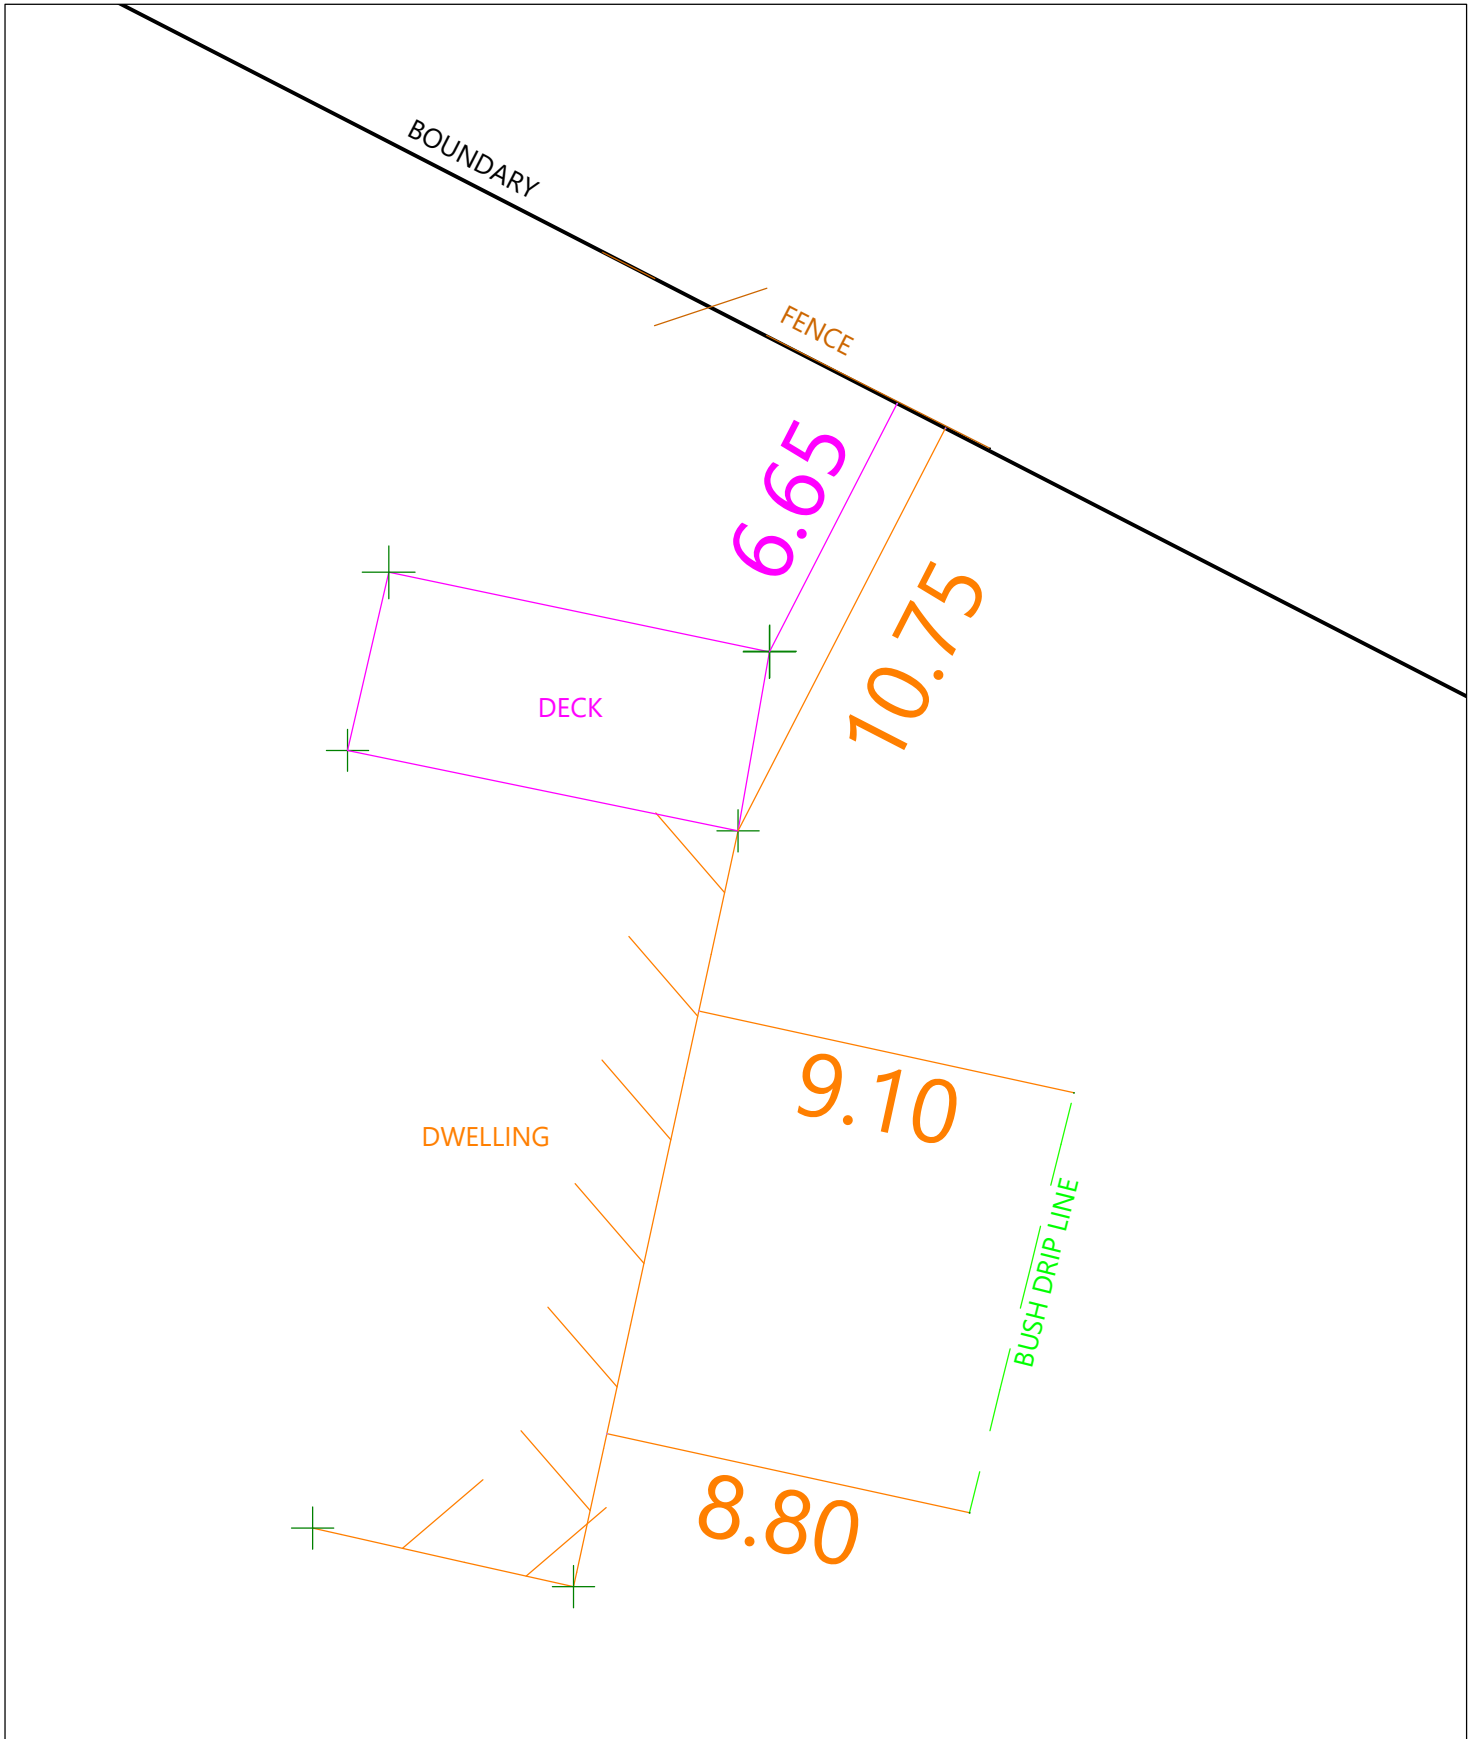 BOUNDARY
FENCE
6.65
10.75
DECK
9.10
DWELLING
BUSH DRIP LINE
8.80